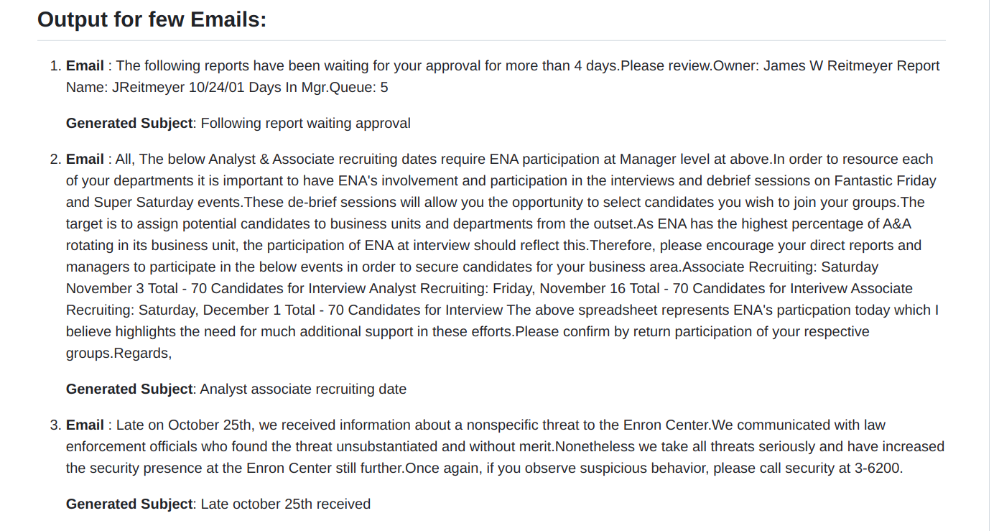 Output for few Emails:
1. Email : The following reports have been waiting for your approval for more than 4 days.Please review.Owner: James W Reitmeyer Report
Name: JReitmeyer 10/24/01 Days In Mgr.Queue: 5
Generated Subject: Following report waiting approval
2. Email : All, The below Analyst & Associate recruiting dates require ENA participation at Manager level at above.In order to resource each
of your departments it is important to have ENA's involvement and participation in the interviews and debrief sessions on Fantastic Friday
and Super Saturday events.These de-brief sessions will allow you the opportunity to select candidates you wish to join your groups.The
target is to assign potential candidates to business units and departments from the outset.As ENA has the highest percentage of A&A
rotating in its business unit, the participation of ENA at interview should reflect this.Therefore, please encourage your direct reports and
managers to participate in the below events in order to secure candidates for your business area.Associate Recruiting: Saturday
November 3 Total - 70 Candidates for Interview Analyst Recruiting: Friday, November 16 Total - 70 Candidates for Interivew Associate
Recruiting: Saturday, December 1 Total - 70 Candidates for Interview The above spreadsheet represents ENA's particpation today which I
believe highlights the need for much additional support in these efforts.Please confirm by return participation of your respective
groups.Regards,
Generated Subject: Analyst associate recruiting date
3. Email : Late on October 25th, we received information about a nonspecific threat to the Enron Center.We communicated with law
enforcement officials who found the threat unsubstantiated and without merit.Nonetheless we take all threats seriously and have increased
the security presence at the Enron Center still further.Once again, if you observe suspicious behavior, please call security at 3-6200.
Generated Subject: Late october 25th received